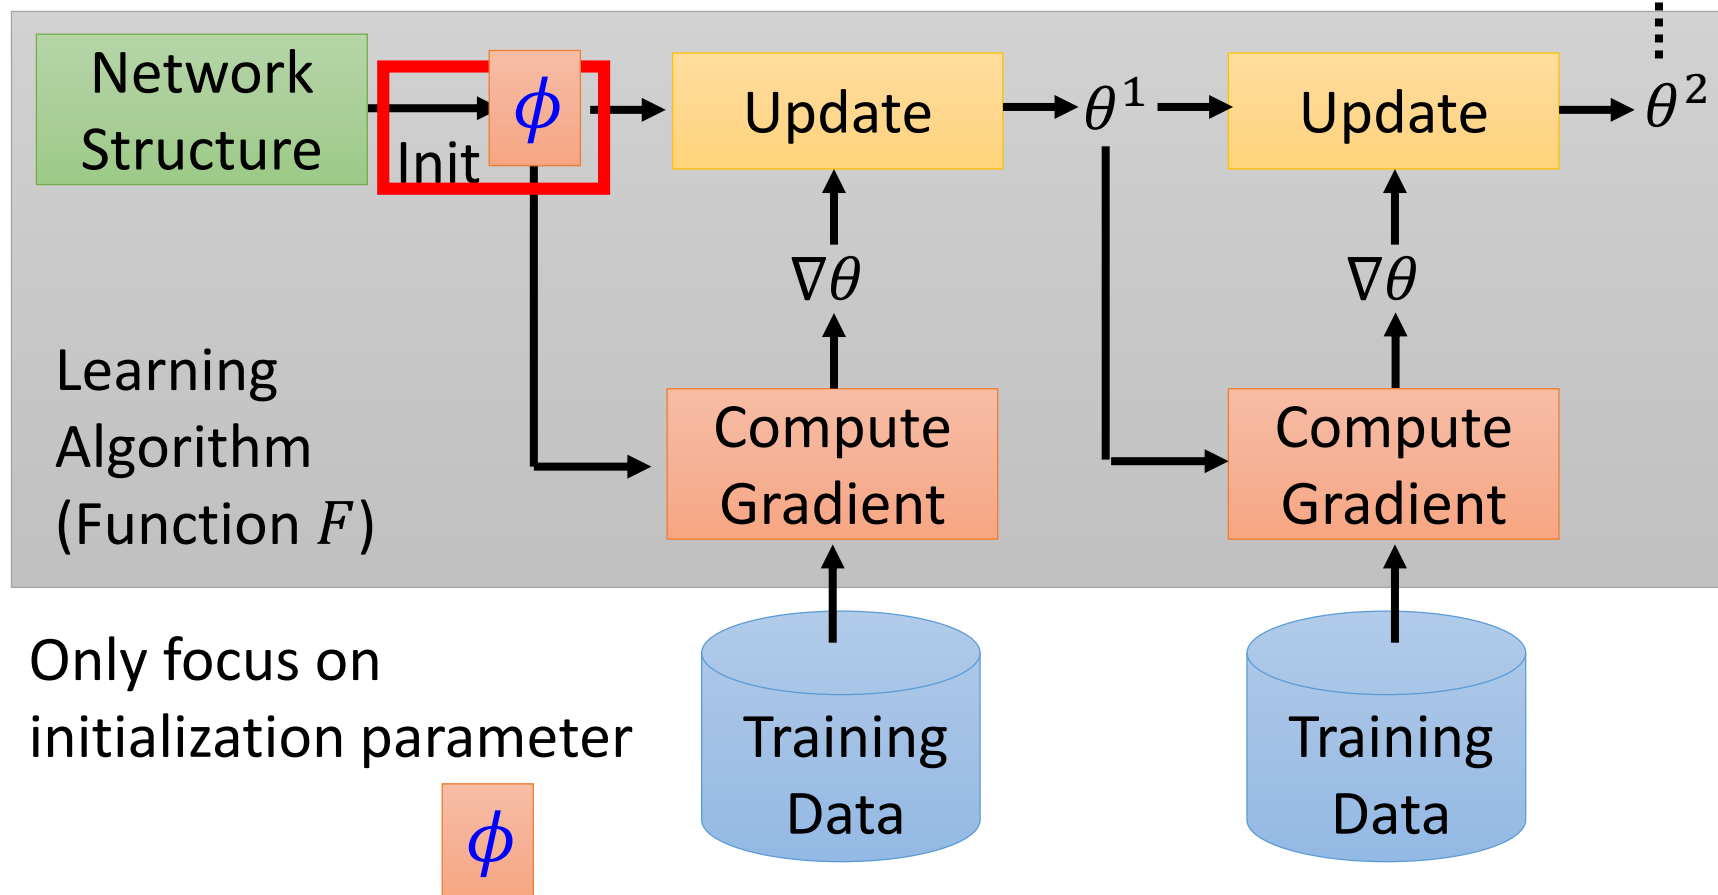 Network
Structure
Init
ϕ
Update
θ¹
Update
θ²
∇θ
∇θ
Learning
Algorithm
(Function F)
Compute
Gradient
Compute
Gradient
Only focus on
initialization parameter
ϕ
Training
Data
Training
Data